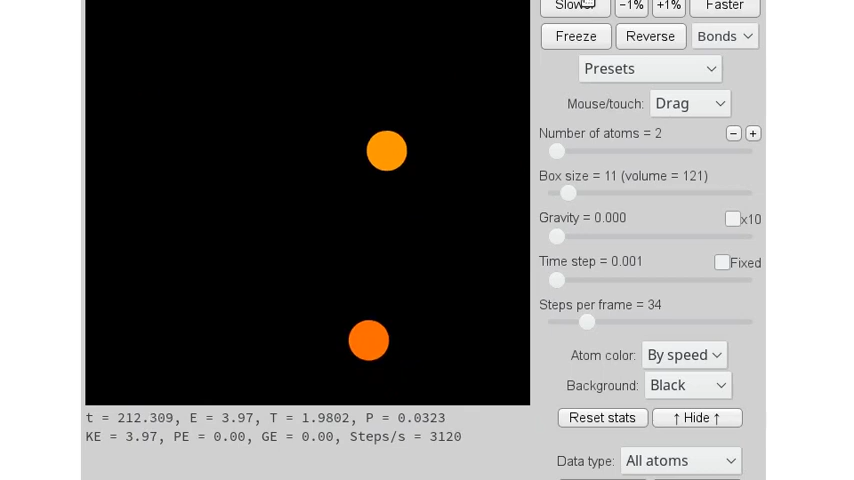 Slower −1% +1% Faster
Freeze Reverse Bonds
Presets
Mouse/touch: Drag
Number of atoms = 2 − +
Box size = 11 (volume = 121)
Gravity = 0.000 x10
Time step = 0.001 Fixed
Steps per frame = 34
Atom color: By speed
Background: Black
t = 212.309, E = 3.97, T = 1.9802, P = 0.0323 Reset stats ↑ Hide ↑
KE = 3.97, PE = 0.00, GE = 0.00, Steps/s = 3120
Data type: All atoms